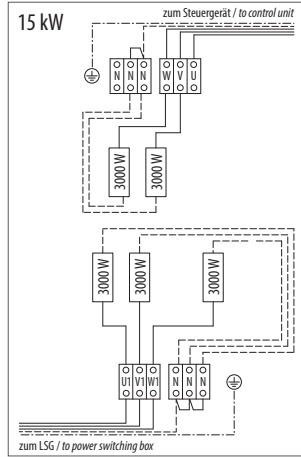 15 kW
zum Steuergerät / to control unit
N N N W V U
3000 W 3000 W
3000 W 3000 W 3000 W
U1 V1 W1 N N N
zum LSG / to power switching box